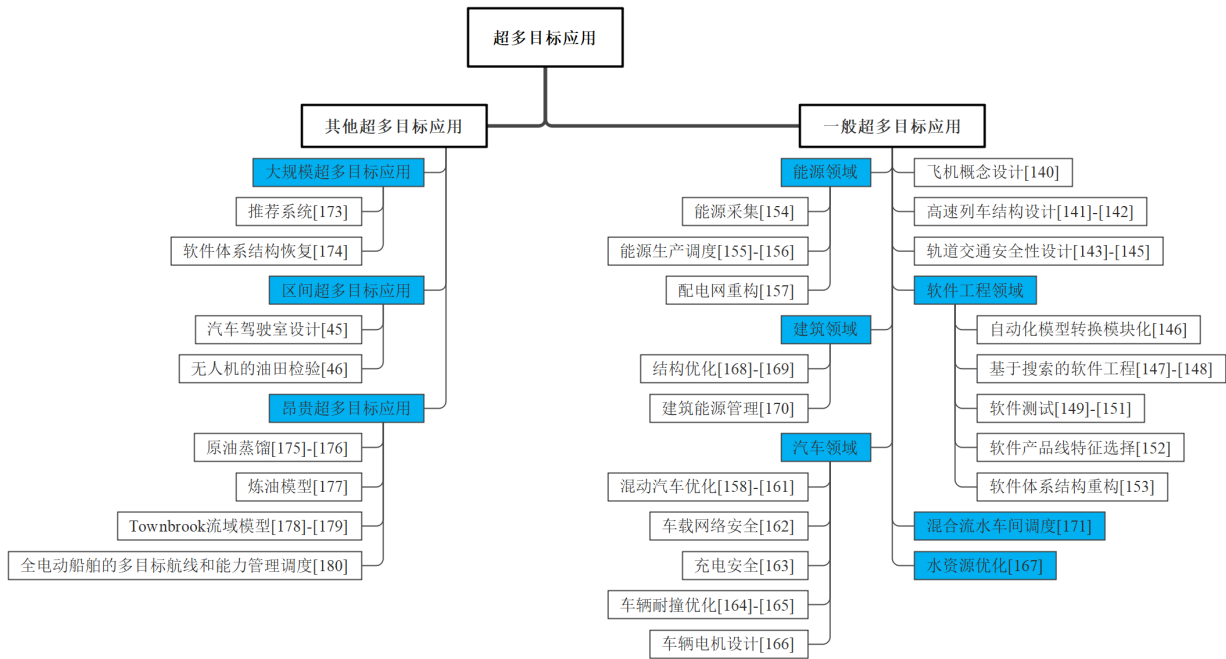 超多目标应用
其他超多目标应用
大规模超多目标应用
推荐系统[173]
软件体系结构恢复[174]
区间超多目标应用
汽车驾驶室设计[45]
无人机的油田检验[46]
昂贵超多目标应用
原油蒸馏[175]-[176]
炼油模型[177]
Townbrook流域模型[178]-[179]
全电动船舶的多目标航线和能力管理调度[180]
一般超多目标应用
能源领域
能源采集[154]
能源生产调度[155]-[156]
配电网重构[157]
建筑领域
结构优化[168]-[169]
建筑能源管理[170]
汽车领域
混动汽车优化[158]-[161]
车载网络安全[162]
充电安全[163]
车辆耐撞优化[164]-[165]
车辆电机设计[166]
飞机概念设计[140]
高速列车结构设计[141]-[142]
轨道交通安全性设计[143]-[145]
软件工程领域
自动化模型转换模块化[146]
基于搜索的软件工程[147]-[148]
软件测试[149]-[151]
软件产品线特征选择[152]
软件体系结构重构[153]
混合流水车间调度[171]
水资源优化[167]